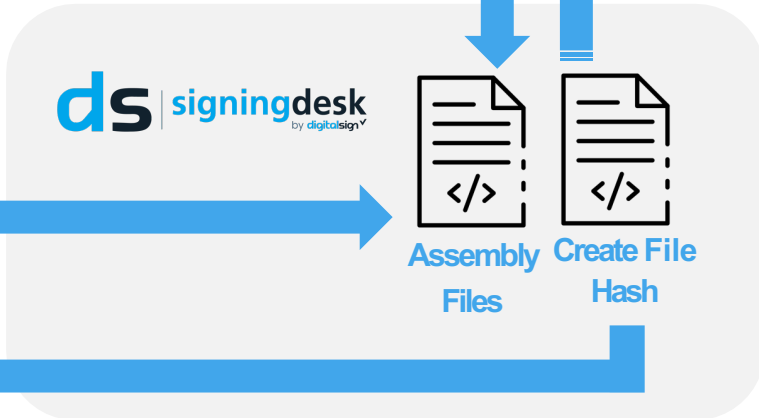 ds signingdesk
by digitalsign
</>
</>
Assembly
Files
Create File
Hash